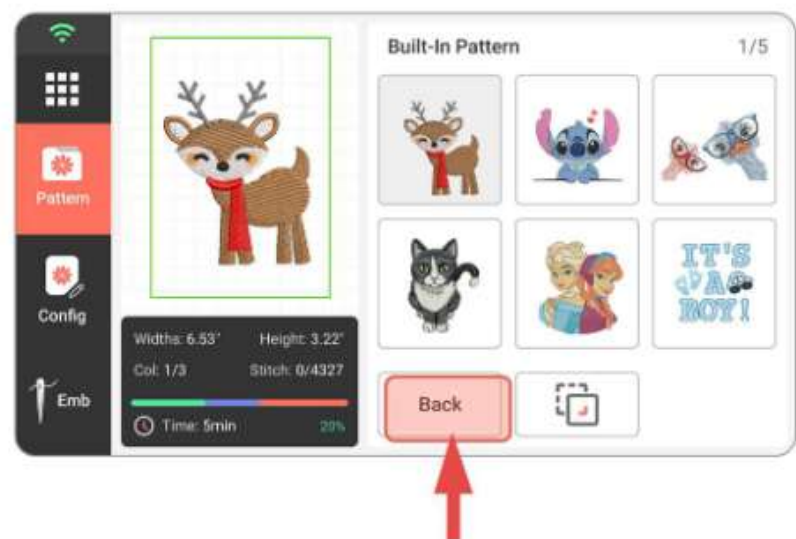 Pattern
Config
Emb
Widths: 6.53" Height: 3.22"
Col: 1/3 Stitch: 0/4327
Time: 5min 20%
Built-In Pattern 1/5
IT'S
A
BOY!
Back